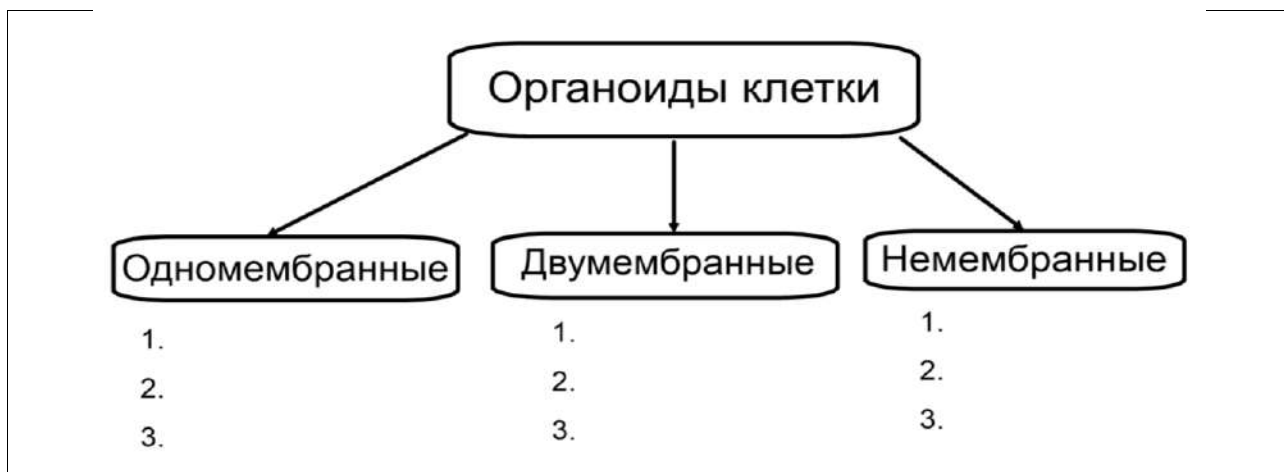 Органоиды клетки
Одномембранные
Двумембранные
Немембранные
1.
2.
3.
1.
2.
3.
1.
2.
3.